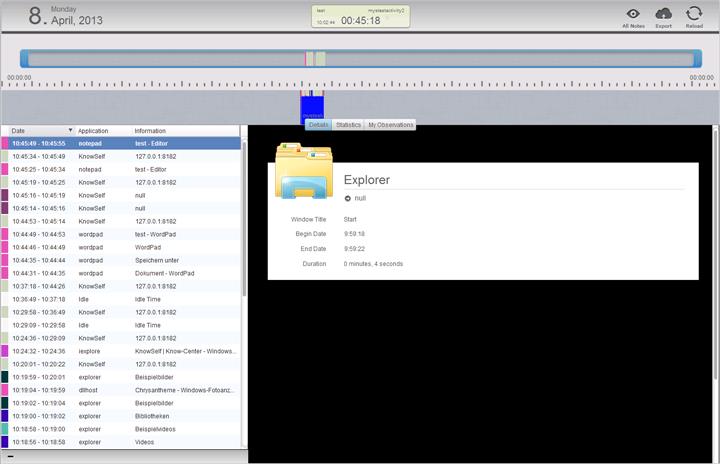 8. Monday
April, 2013
test mystestactivity2
10:02:44 00:45:18
All Notes Export Reload
00:00:00 00:00:00
Details Statistics My Observations
Date Application Information
10:45:49 - 10:45:55 notepad test - Editor
10:45:34 - 10:45:49 KnowSelf 127.0.0.1:8182
10:45:25 - 10:45:34 notepad test - Editor
10:45:19 - 10:45:25 KnowSelf 127.0.0.1:8182
10:45:16 - 10:45:19 KnowSelf null
10:45:14 - 10:45:16 KnowSelf null
10:44:53 - 10:45:14 KnowSelf 127.0.0.1:8182
10:44:49 - 10:44:53 wordpad test - WordPad
10:44:46 - 10:44:49 wordpad WordPad
10:44:35 - 10:44:46 wordpad Speichern unter
10:44:31 - 10:44:35 wordpad Dokument - WordPad
10:37:18 - 10:44:26 KnowSelf 127.0.0.1:8182
10:36:49 - 10:37:18 Idle Idle Time
10:29:58 - 10:36:49 KnowSelf 127.0.0.1:8182
10:29:09 - 10:29:58 Idle Idle Time
10:24:36 - 10:29:09 KnowSelf 127.0.0.1:8182
10:24:32 - 10:24:36 iexplore KnowSelf | Know-Center - Windows...
10:20:01 - 10:20:22 KnowSelf 127.0.0.1:8182
10:19:59 - 10:20:01 explorer Beispielbilder
10:19:04 - 10:19:59 dllhost Chrysantheme - Windows-Fotoanz...
10:19:02 - 10:19:04 explorer Beispielbilder
10:19:00 - 10:19:02 explorer Bibliotheken
10:18:58 - 10:19:00 explorer Beispielvideos
10:18:56 - 10:18:58 explorer Videos
Explorer
null
Window Title Start
Begin Date 9:59:18
End Date 9:59:22
Duration 0 minutes, 4 seconds